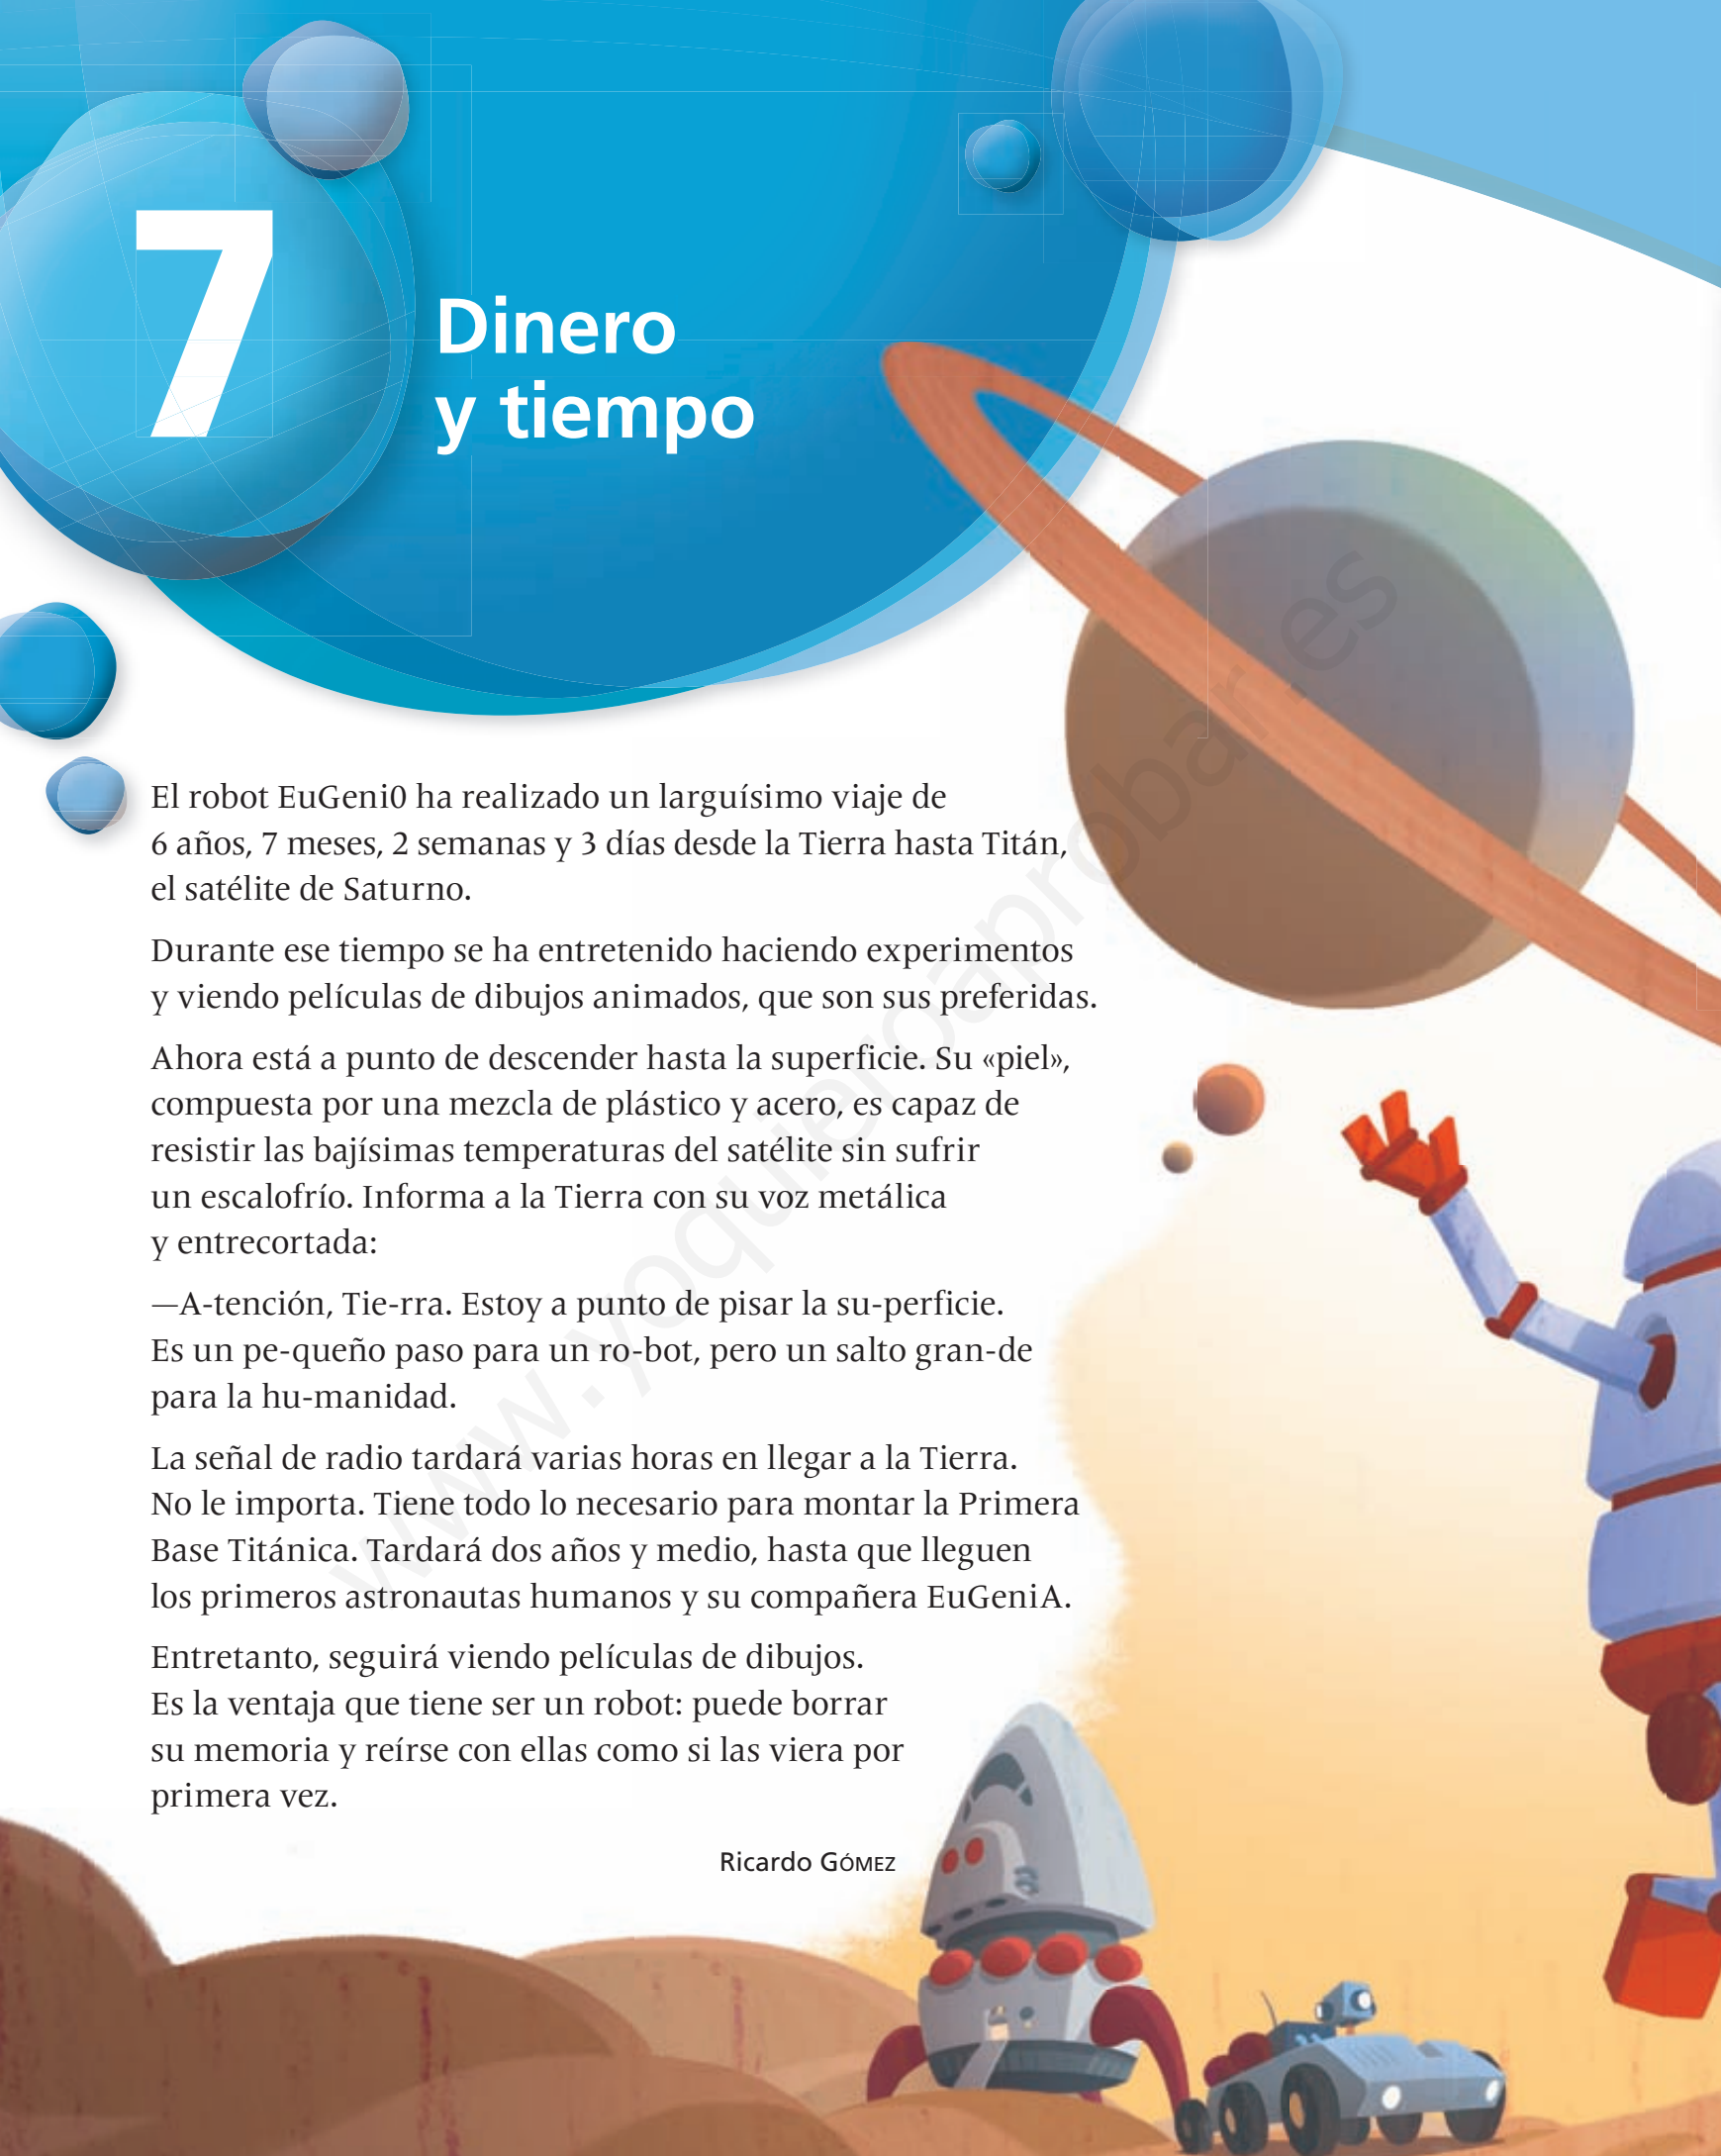 7
Dinero
y tiempo
El robot EuGeni0 ha realizado un larguísimo viaje de
6 años, 7 meses, 2 semanas y 3 días desde la Tierra hasta Titán,
el satélite de Saturno.
Durante ese tiempo se ha entretenido haciendo experimentos
y viendo películas de dibujos animados, que son sus preferidas.
Ahora está a punto de descender hasta la superficie. Su «piel»,
compuesta por una mezcla de plástico y acero, es capaz de
resistir las bajísimas temperaturas del satélite sin sufrir
un escalofrío. Informa a la Tierra con su voz metálica
y entrecortada:
—A-tención, Tie-rra. Estoy a punto de pisar la su-perficie.
Es un pe-queño paso para un ro-bot, pero un salto gran-de
para la hu-manidad.
La señal de radio tardará varias horas en llegar a la Tierra.
No le importa. Tiene todo lo necesario para montar la Primera
Base Titánica. Tardará dos años y medio, hasta que lleguen
los primeros astronautas humanos y su compañera EuGeniA.
Entretanto, seguirá viendo películas de dibujos.
Es la ventaja que tiene ser un robot: puede borrar
su memoria y reírse con ellas como si las viera por
primera vez.
Ricardo GÓMEZ
www.yoquieroaprobar.es